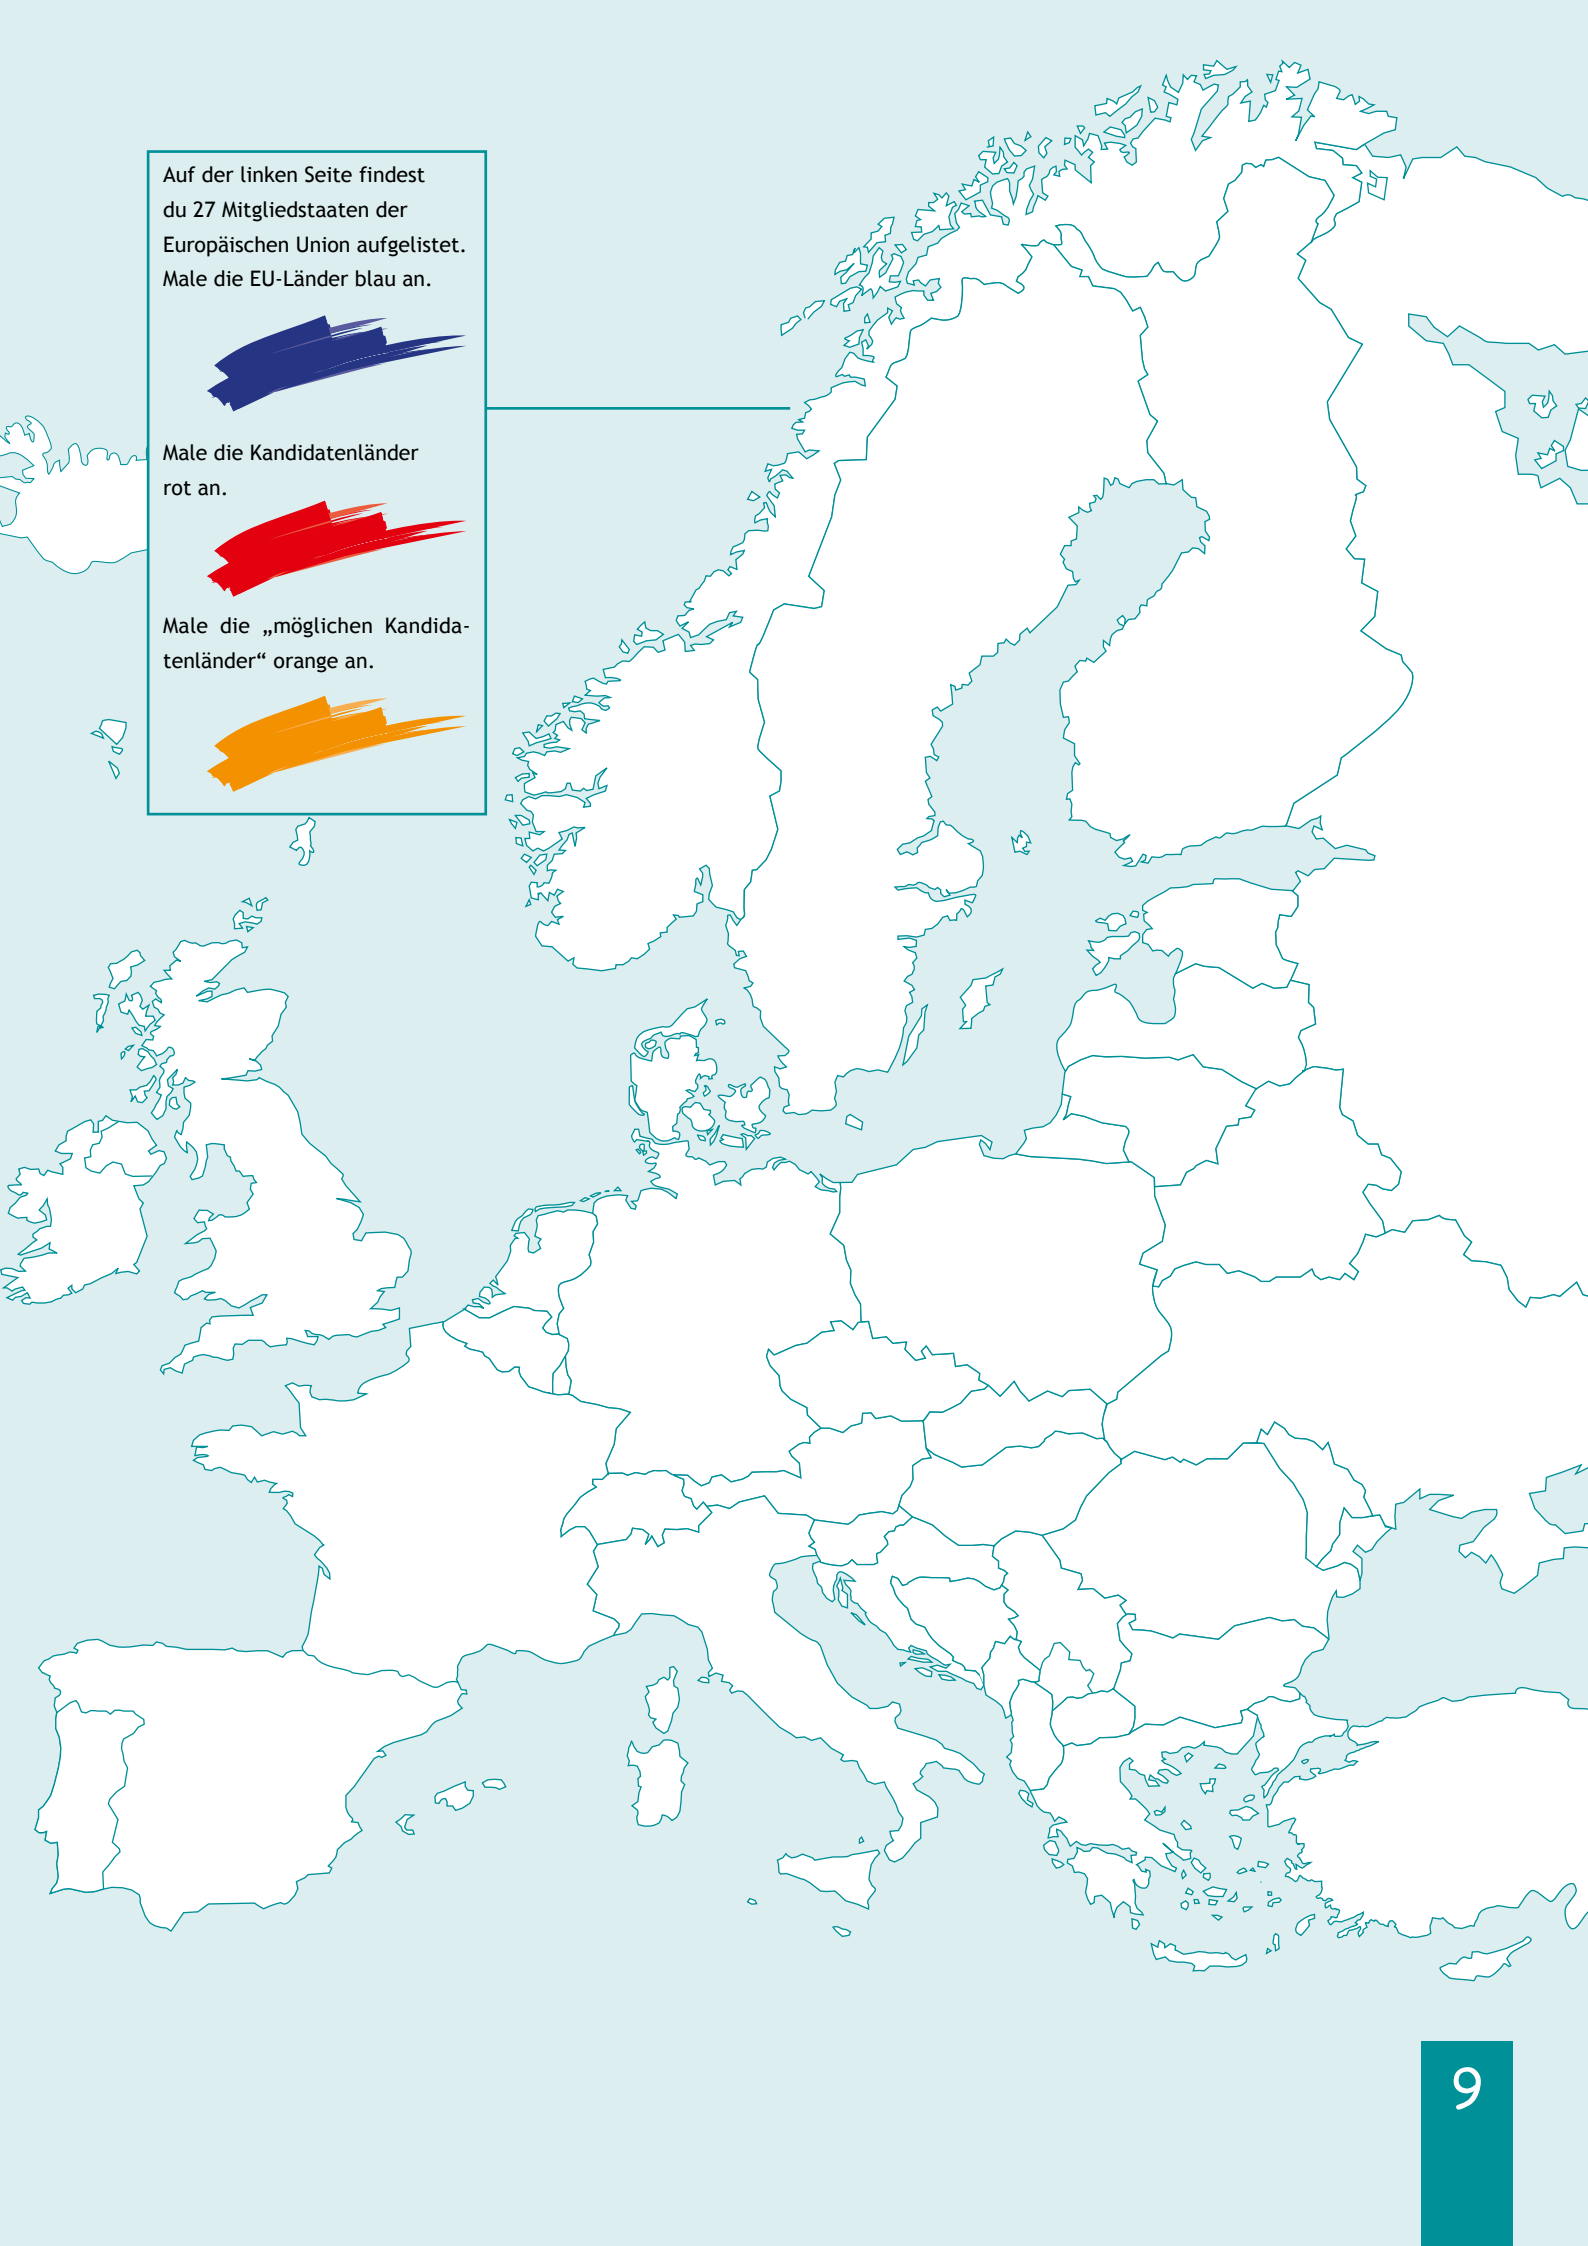 Auf der linken Seite findest
du 27 Mitgliedstaaten der
Europäischen Union aufgelistet.
Male die EU-Länder blau an.
Male die Kandidatenländer
rot an.
Male die „möglichen Kandida-
tenländer“ orange an.
9